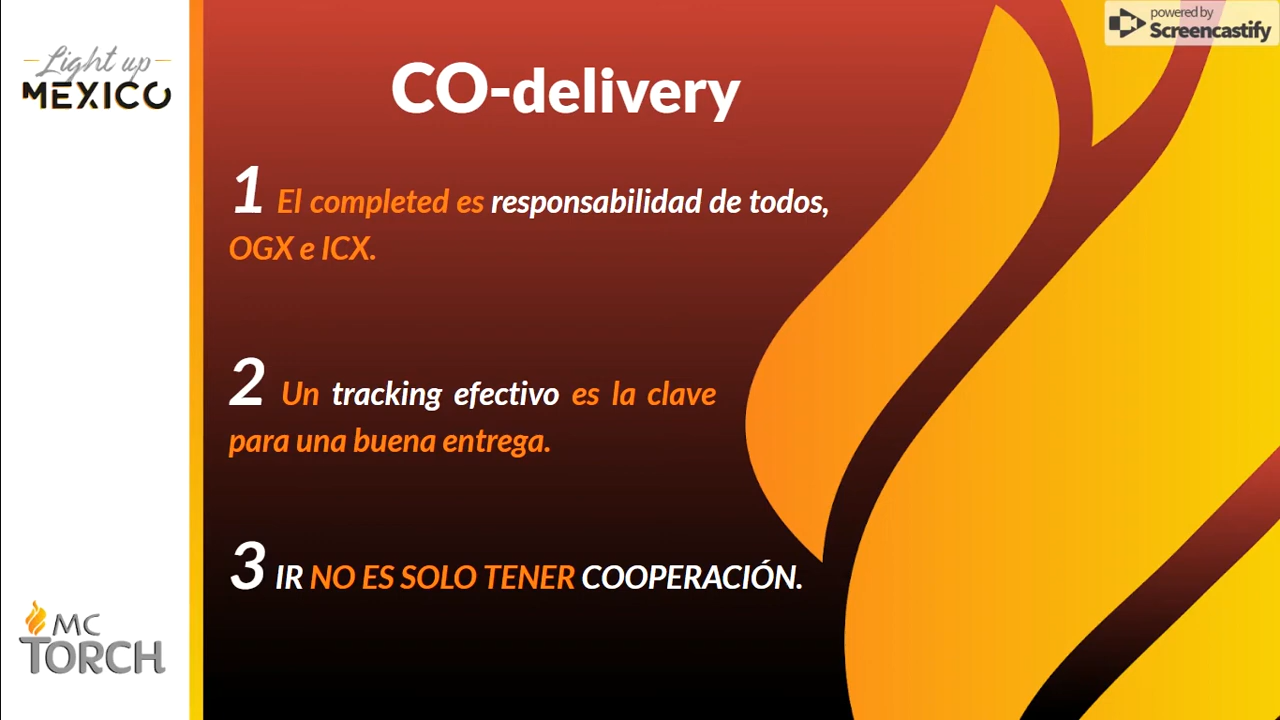 powered by
Screencastify
Light up
MEXICO
CO-delivery
1 El completed es responsabilidad de todos,
OGX e ICX.
2 Un tracking efectivo es la clave
para una buena entrega.
3 IR NO ES SOLO TENER COOPERACIÓN.
MC
TORCH